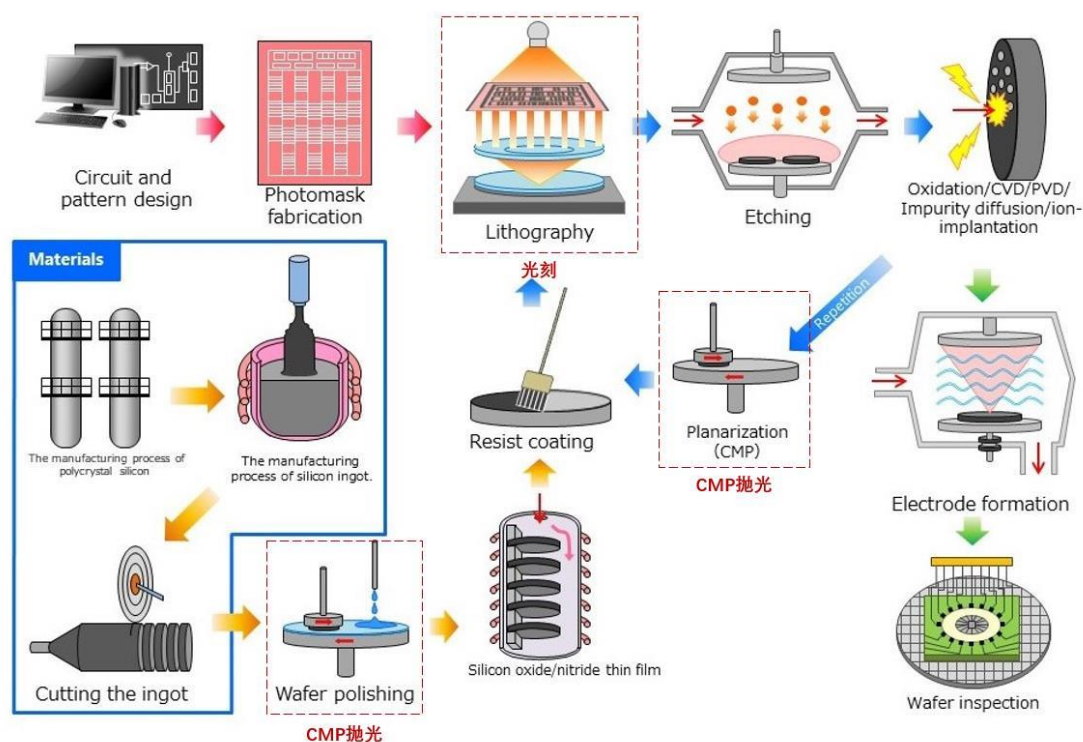 Circuit and
pattern design
Photomask
fabrication
Lithography
光刻
Etching
Oxidation/CVD/PVD/
Impurity diffusion/ion-
implantation
Materials
The manufacturing process of
polycrystal silicon
The manufacturing
process of silicon ingot.
Resist coating
Repetition
Planarization
(CMP)
CMP抛光
Electrode formation
Cutting the ingot
Wafer polishing
CMP抛光
Silicon oxide/nitride thin film
Wafer inspection